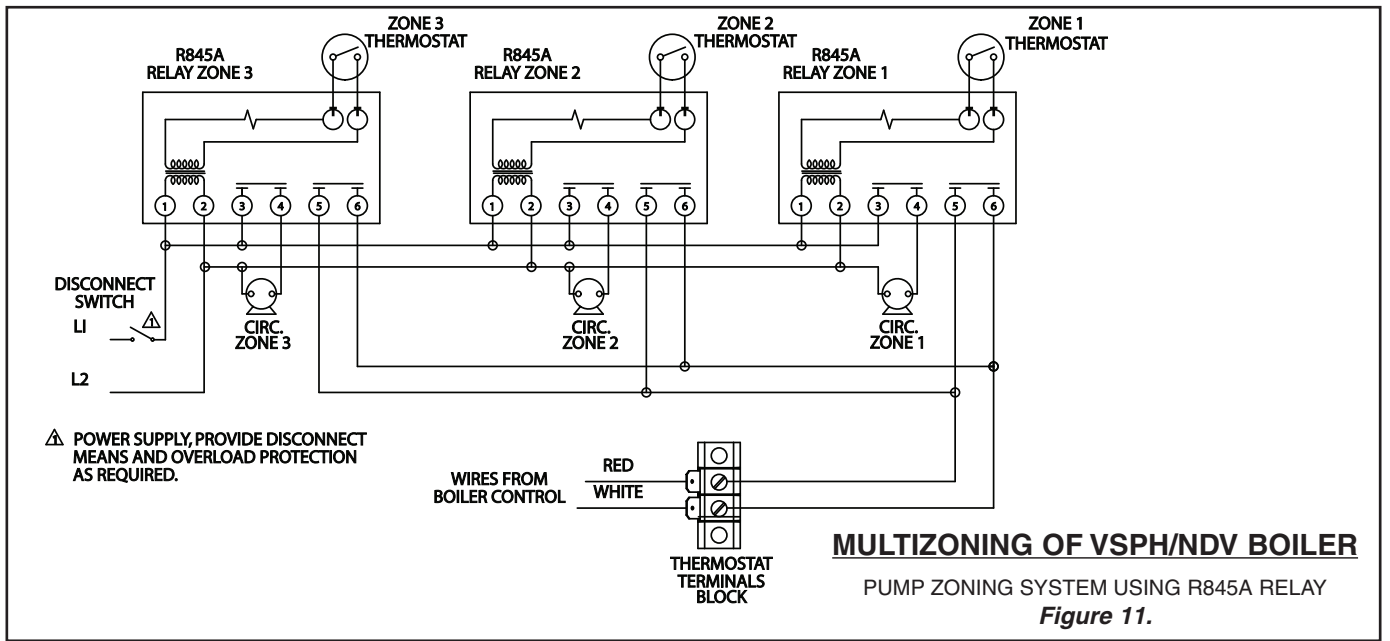 ZONE 3
THERMOSTAT
R845A
RELAY ZONE 3
ZONE 2
THERMOSTAT
R845A
RELAY ZONE 2
ZONE 1
THERMOSTAT
R845A
RELAY ZONE 1
1 2 3 4 5 6
1 2 3 4 5 6
1 2 3 4 5 6
DISCONNECT
SWITCH
L1
1
L2
CIRC.
ZONE 3
CIRC.
ZONE 2
CIRC.
ZONE 1
1 POWER SUPPLY, PROVIDE DISCONNECT
MEANS AND OVERLOAD PROTECTION
AS REQUIRED.
WIRES FROM
BOILER CONTROL
RED
WHITE
THERMOSTAT
TERMINALS
BLOCK
MULTIZONING OF VSPH/NDV BOILER
PUMP ZONING SYSTEM USING R845A RELAY
Figure 11.